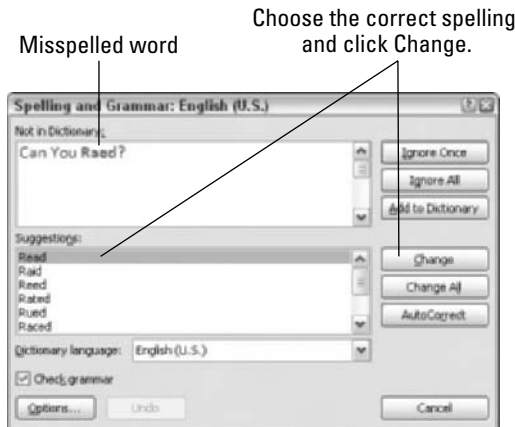 Choose the correct spelling
and click Change.
Misspelled word
Spelling and Grammar: English (U.S.)
Not in Dictionary:
Can You Raed?
Ignore Once
Ignore All
Add to Dictionary
Suggestions:
Read
Raid
Reed
Rated
Rued
Raced
Change
Change All
AutoCorrect
Dictionary language: English (U.S.)
Check grammar
Options... Undo Cancel